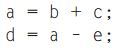 a = b + c;
d = a - e;